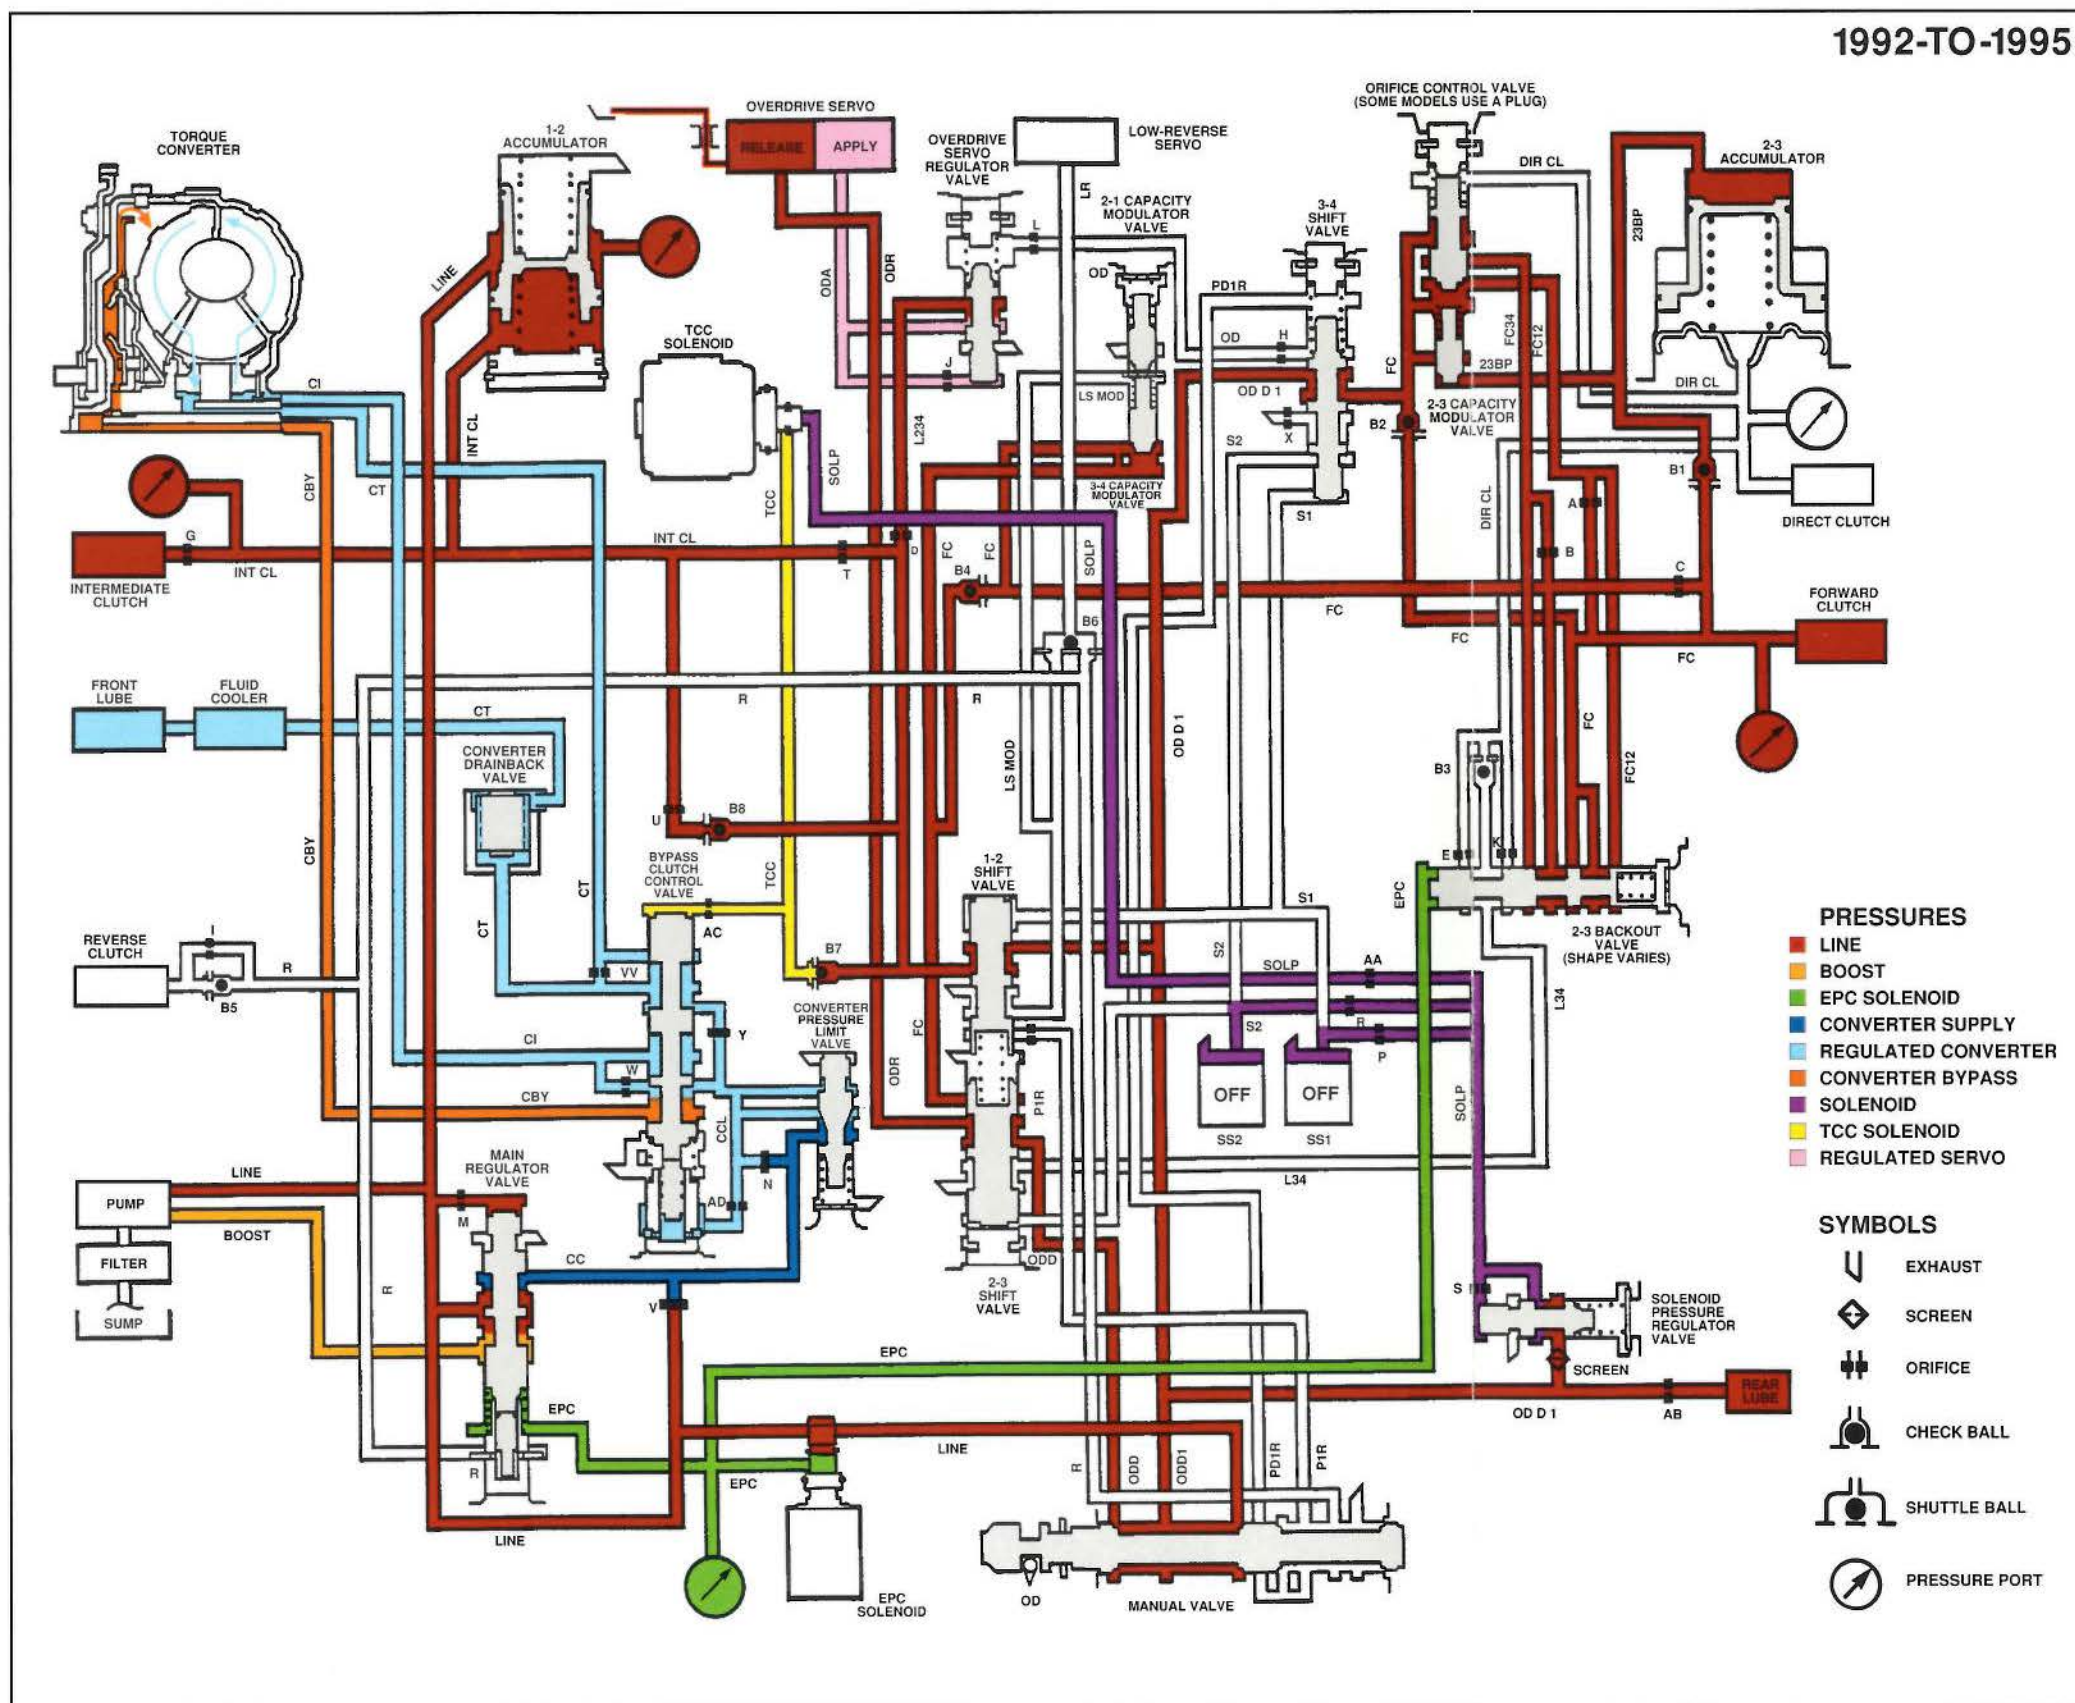 1992-TO-1995
TORQUE
CONVERTER
1-2
ACCUMULATOR
OVERDRIVE SERVO
RELEASE
APPLY
OVERDRIVE
SERVO
REGULATOR
VALVE
LOW-REVERSE
SERVO
LR
2-1 CAPACITY
MODULATOR
VALVE
3-4
SHIFT
VALVE
ORIFICE CONTROL VALVE
(SOME MODELS USE A PLUG)
DIR CL
2-3
ACCUMULATOR
23BP
LINE
ODA
ODR
L
OD
PD1R
TCC
SOLENOID
OD
H
FC
FC34
FC12
23BP
DIR CL
CI
INT CL
L234
J
LS MOD
OD D 1
2-3 CAPACITY
MODULATOR
VALVE
B2
X
S2
B1
CBY
CT
SOLP
TCC
3-4 CAPACITY
MODULATOR
VALVE
S1
DIR CL
A
DIRECT CLUTCH
G
INT CL
INT CL
T
D
FC
FC
B4
SOLP
B
C
INTERMEDIATE
CLUTCH
FC
FC
FORWARD
CLUTCH
FC
B6
FRONT
LUBE
FLUID
COOLER
CT
R
R
CONVERTER
DRAINBACK
VALVE
LS MOD
OD D 1
B3
FC
FC12
U
B8
CBY
BYPASS
CLUTCH
CONTROL
VALVE
TCC
1-2
SHIFT
VALVE
E
K
CT
CT
AC
EPC
S1
2-3 BACKOUT
VALVE
(SHAPE VARIES)
PRESSURES
LINE
BOOST
EPC SOLENOID
CONVERTER SUPPLY
REGULATED CONVERTER
CONVERTER BYPASS
SOLENOID
TCC SOLENOID
REGULATED SERVO
REVERSE
CLUTCH
I
R
B5
VV
B7
S2
SOLP
AA
L34
CONVERTER
PRESSURE
LIMIT
VALVE
Y
FC
S2
R
P
CI
W
ODR
P1R
OFF
OFF
SS2
SS1
SOLP
CBY
CCL
LINE
MAIN
REGULATOR
VALVE
N
AD
L34
PUMP
BOOST
M
FILTER
SUMP
CC
V
ODD
2-3
SHIFT
VALVE
R
S
SOLENOID
PRESSURE
REGULATOR
VALVE
SCREEN
EPC
EPC
REAR
LUBE
OD D 1
AB
LINE
R
EPC
R
ODD
ODD1
PD1R
P1R
LINE
EPC
SOLENOID
OD
MANUAL VALVE
SYMBOLS
EXHAUST
SCREEN
ORIFICE
CHECK BALL
SHUTTLE BALL
PRESSURE PORT